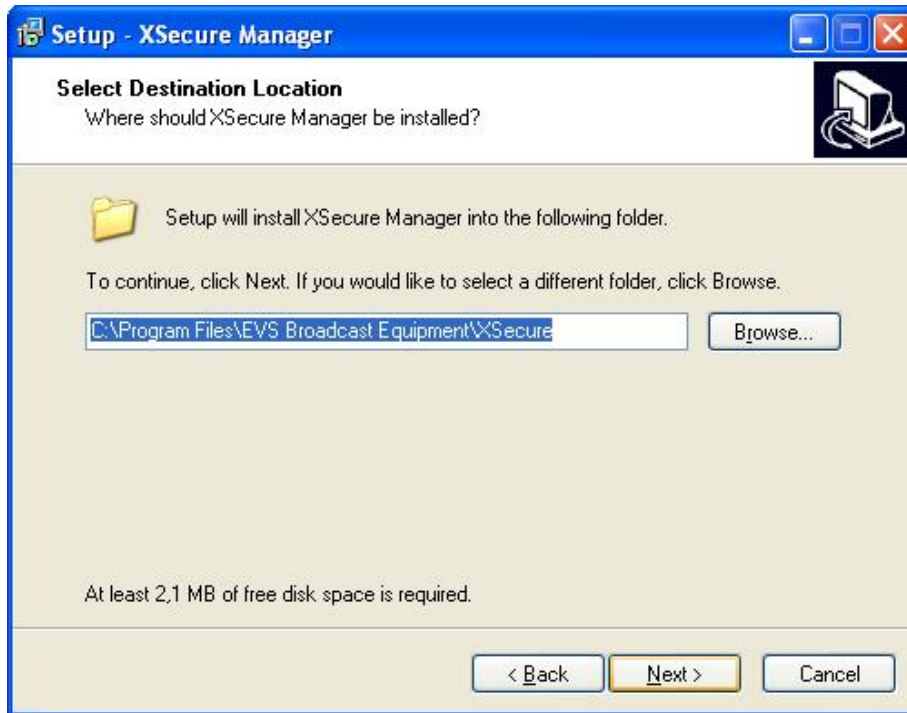 Setup - XSecure Manager
Select Destination Location
Where should XSecure Manager be installed?
Setup will install XSecure Manager into the following folder.
To continue, click Next. If you would like to select a different folder, click Browse.
C:\Program Files\EVS Broadcast Equipment\XSecure
Browse...
At least 2,1 MB of free disk space is required.
< Back
Next >
Cancel